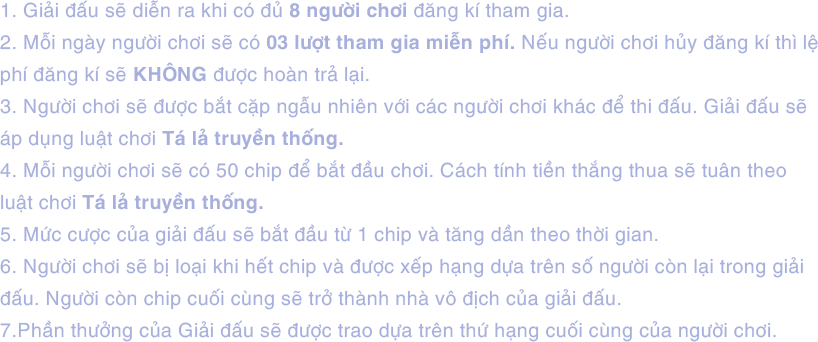 1. Giải đấu sẽ diễn ra khi có đủ 8 người chơi đăng kí tham gia.
2. Mỗi ngày người chơi sẽ có 03 lượt tham gia miễn phí. Nếu người chơi hủy đăng kí thì lệ
phí đăng kí sẽ KHÔNG được hoàn trả lại.
3. Người chơi sẽ được bắt cặp ngẫu nhiên với các người chơi khác để thi đấu. Giải đấu sẽ
áp dụng luật chơi Tá lả truyền thống.
4. Mỗi người chơi sẽ có 50 chip để bắt đầu chơi. Cách tính tiền thắng thua sẽ tuân theo
luật chơi Tá lả truyền thống.
5. Mức cược của giải đấu sẽ bắt đầu từ 1 chip và tăng dần theo thời gian.
6. Người chơi sẽ bị loại khi hết chip và được xếp hạng dựa trên số người còn lại trong giải
đấu. Người còn chip cuối cùng sẽ trở thành nhà vô địch của giải đấu.
7.Phần thưởng của Giải đấu sẽ được trao dựa trên thứ hạng cuối cùng của người chơi.